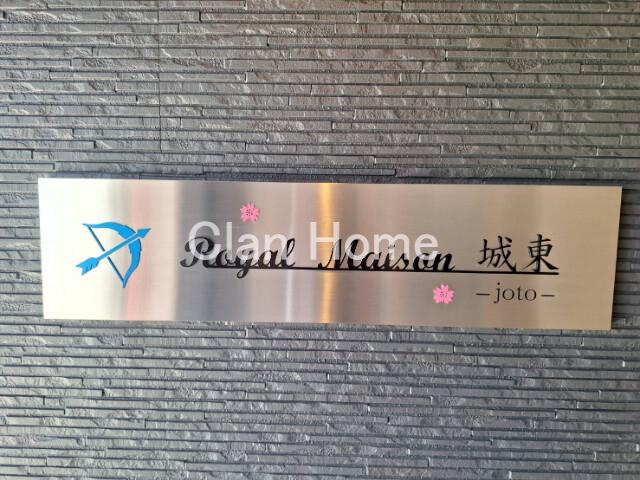 Clan Home
Royal Maison 城東
–joto–